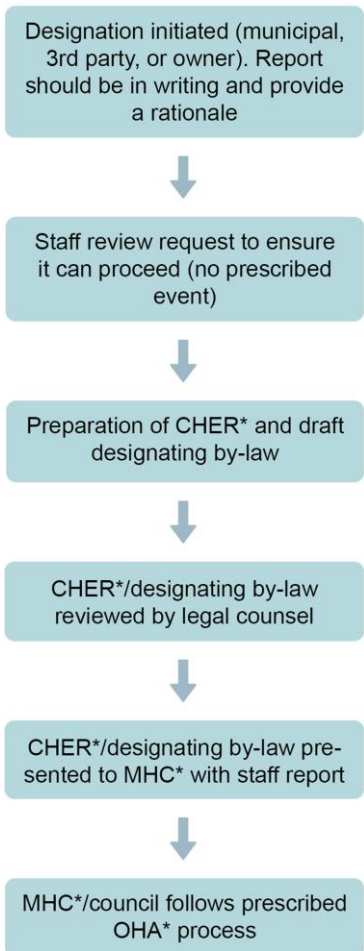 Designation initiated (municipal,
3rd party, or owner). Report
should be in writing and provide
a rationale
Staff review request to ensure
it can proceed (no prescribed
event)
Preparation of CHER* and draft
designating by-law
CHER*/designating by-law
reviewed by legal counsel
CHER*/designating by-law pre-
sented to MHC* with staff report
MHC*/council follows prescribed
OHA* process